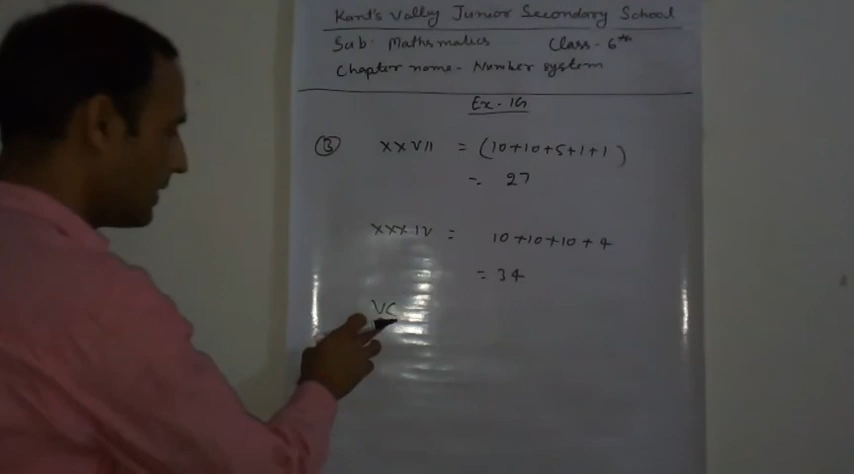 Kant's Valley Junior Secondary School
Sub. Mathematics Class - 6th
Chapter name - Number system
Ex - 1G
(3) XXVII = (10+10+5+1+1)
= 27
XXXIV = 10+10+10+4
= 34
VC